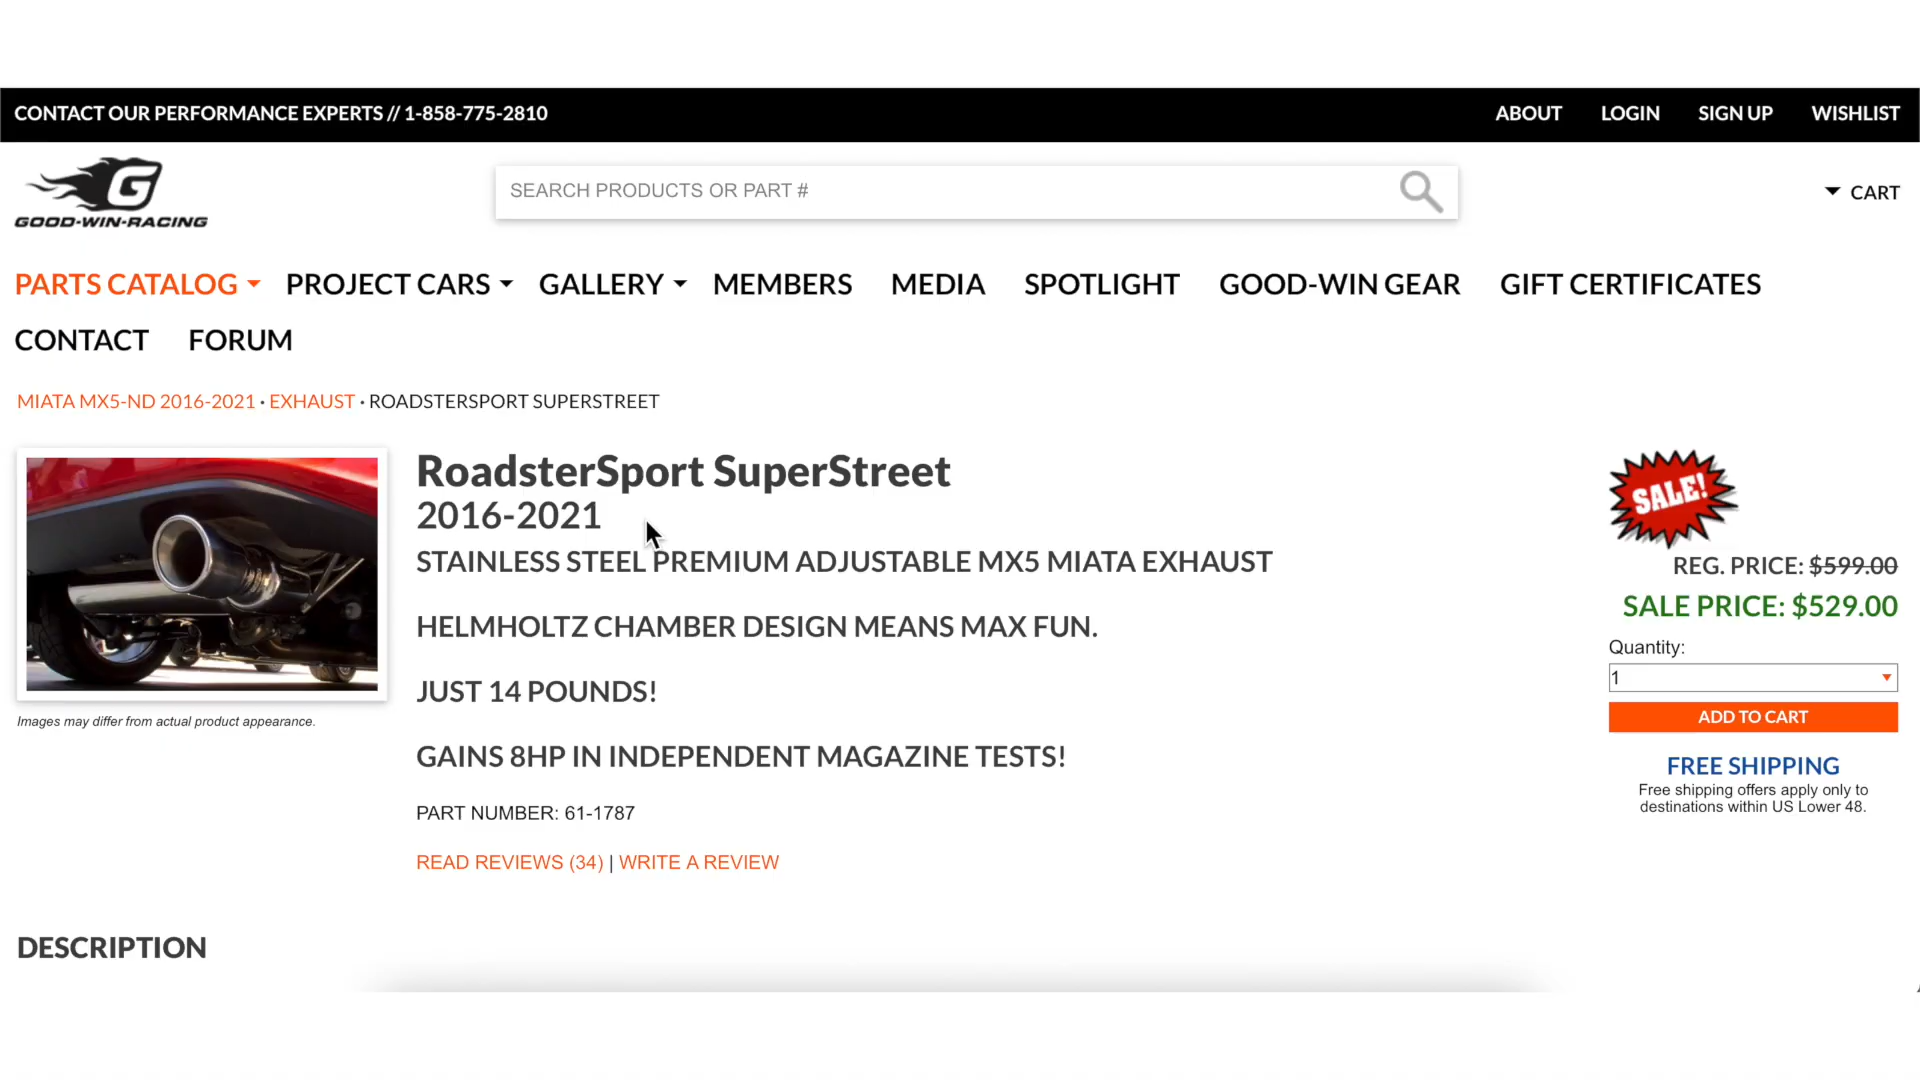 CONTACT OUR PERFORMANCE EXPERTS // 1-858-775-2810
ABOUT LOGIN SIGN UP WISHLIST
G
GOOD-WIN-RACING
SEARCH PRODUCTS OR PART #
CART
PARTS CATALOG PROJECT CARS GALLERY MEMBERS MEDIA SPOTLIGHT GOOD-WIN GEAR GIFT CERTIFICATES
CONTACT FORUM
MIATA MX5-ND 2016-2021 · EXHAUST · ROADSTERSPORT SUPERSTREET
RoadsterSport SuperStreet
2016-2021
STAINLESS STEEL PREMIUM ADJUSTABLE MX5 MIATA EXHAUST
HELMHOLTZ CHAMBER DESIGN MEANS MAX FUN.
JUST 14 POUNDS!
GAINS 8HP IN INDEPENDENT MAGAZINE TESTS!
PART NUMBER: 61-1787
READ REVIEWS (34) | WRITE A REVIEW
Images may differ from actual product appearance.
SALE!
REG. PRICE: $599.00
SALE PRICE: $529.00
Quantity:
1
ADD TO CART
FREE SHIPPING
Free shipping offers apply only to
destinations within US Lower 48.
DESCRIPTION